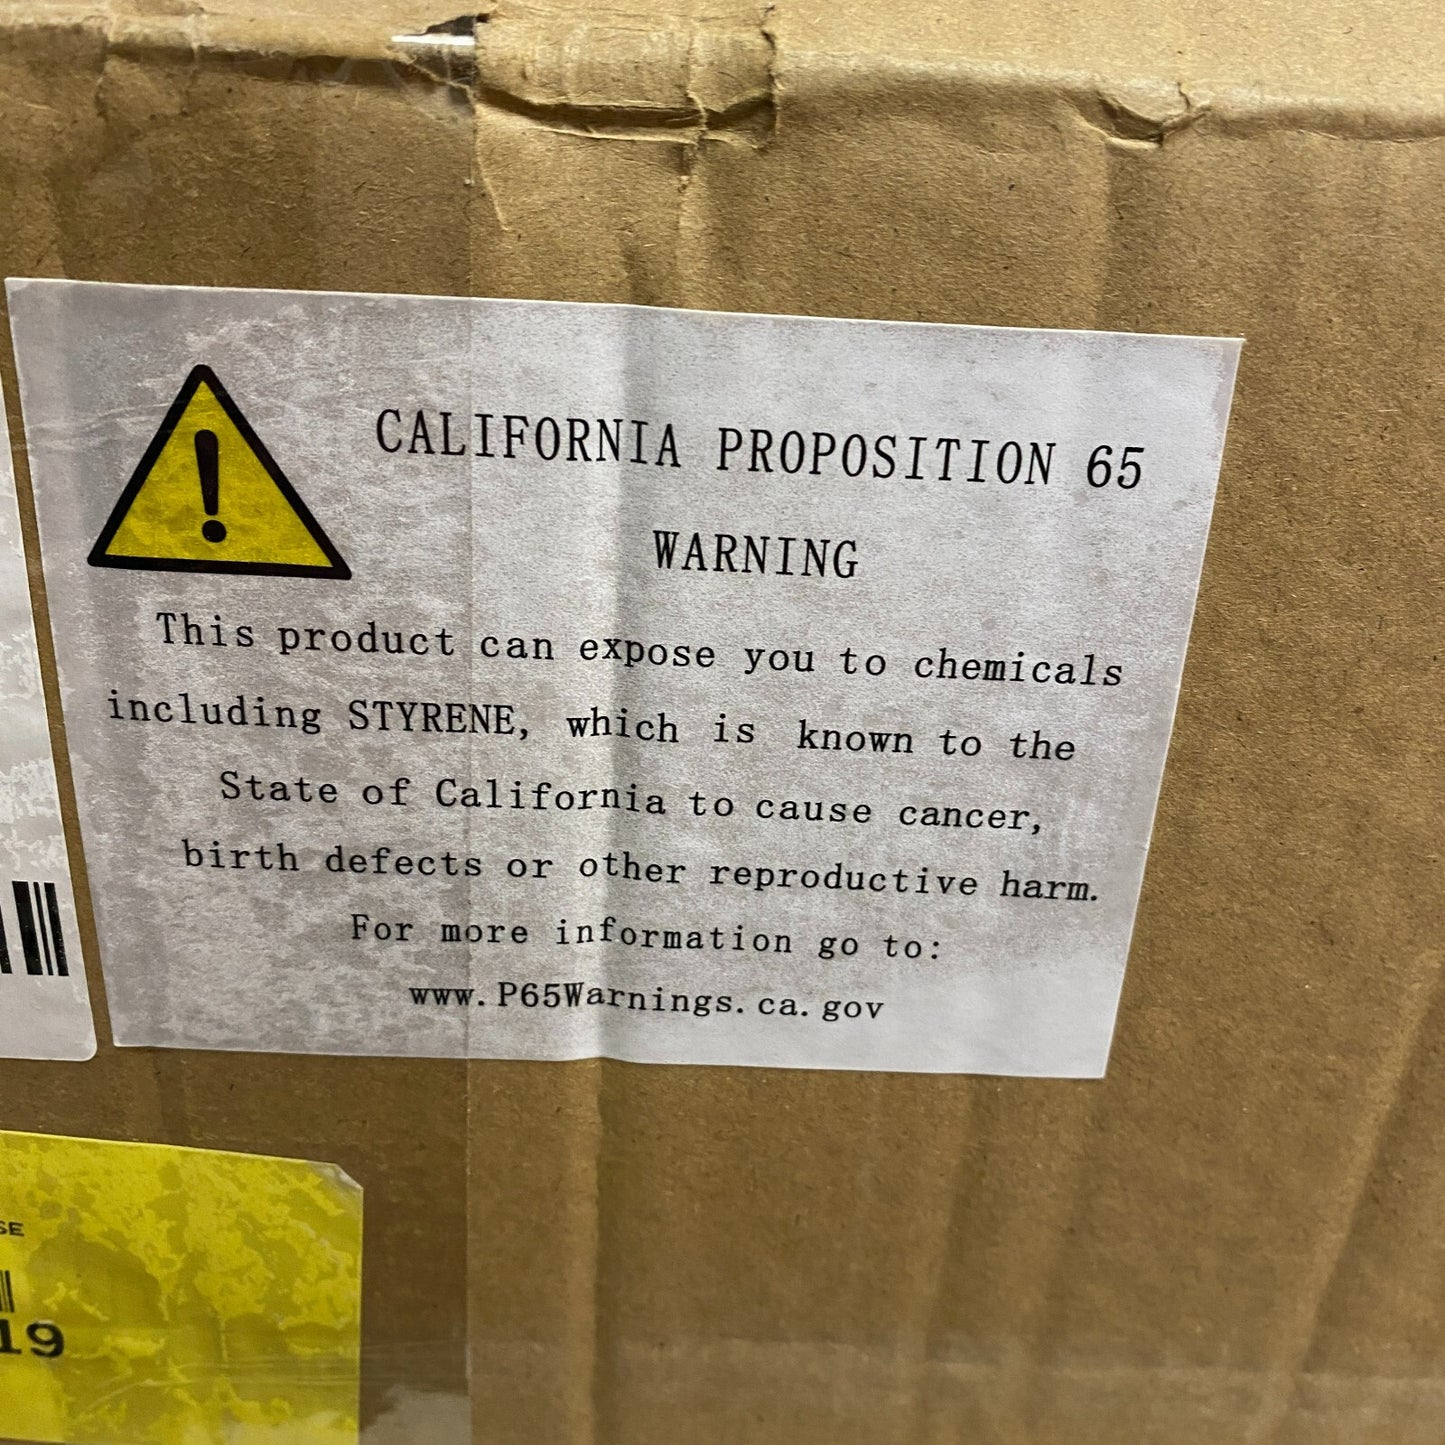 CALIFORNIA PROPOSITION 65
WARNING
This product can expose you to chemicals
including STYRENE, which is known to the
State of California to cause cancer,
birth defects or other reproductive harm.
For more information go to:
www.P65Warnings.ca.gov
SE
19